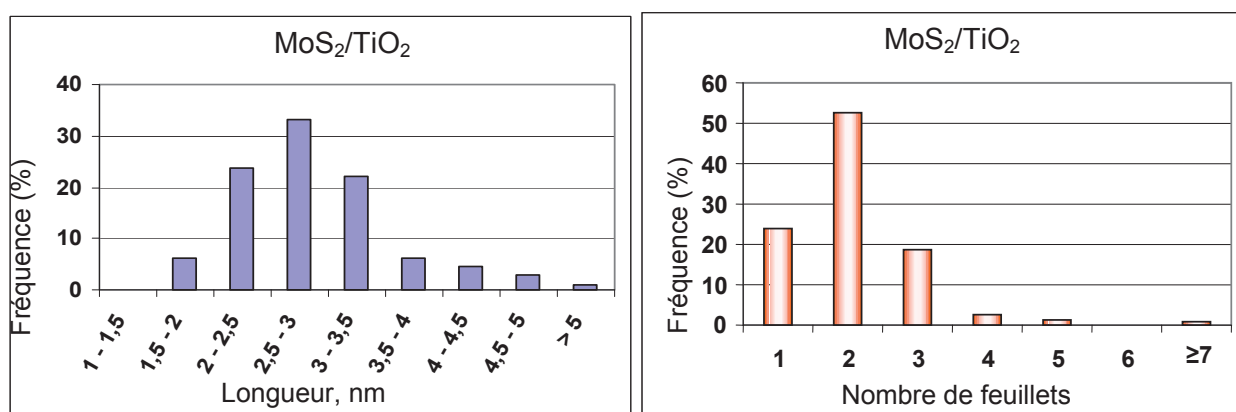 MoS₂/TiO₂
Fréquence (%)
40
30
20
10
0
1 - 1,5
1,5 - 2
2 - 2,5
2,5 - 3
3 - 3,5
3,5 - 4
4 - 4,5
4,5 - 5
> 5
Longueur, nm
MoS₂/TiO₂
Fréquence (%)
60
50
40
30
20
10
0
1 2 3 4 5 6 ≥7
Nombre de feuillets